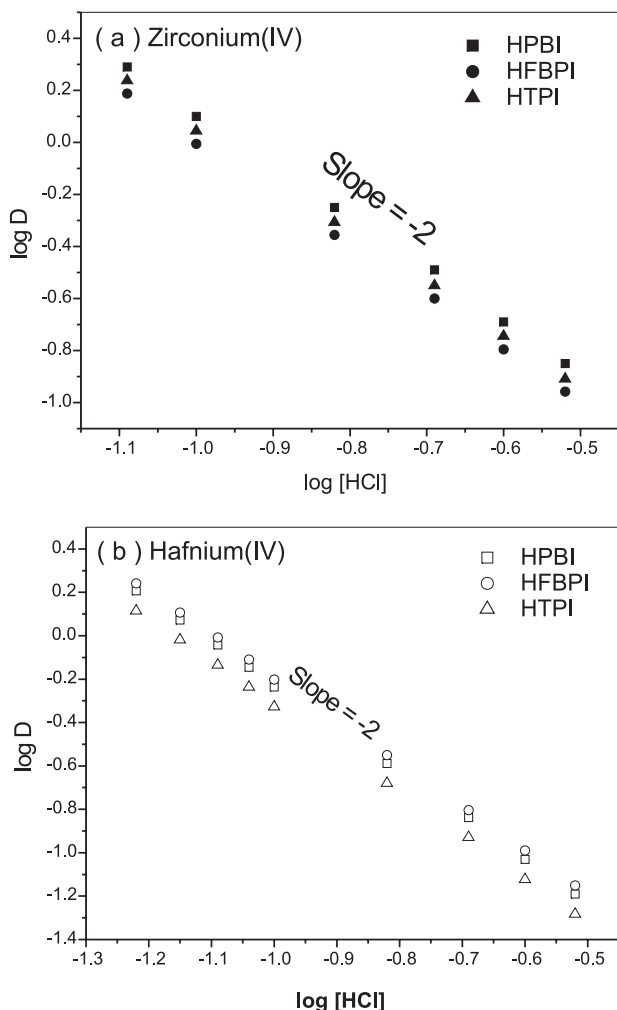 ( a ) Zirconium(IV)
HPBI
HFBPI
HTPI
0.4
0.2
0.0
-0.2
-0.4
-0.6
-0.8
-1.0
log D
Slope = -2
-1.1
-1.0
-0.9
-0.8
-0.7
-0.6
-0.5
log [HCl]
( b ) Hafnium(IV)
HPBI
HFBPI
HTPI
0.4
0.2
0.0
-0.2
-0.4
-0.6
-0.8
-1.0
-1.2
-1.4
log D
Slope = -2
-1.3
-1.2
-1.1
-1.0
-0.9
-0.8
-0.7
-0.6
-0.5
log [HCl]